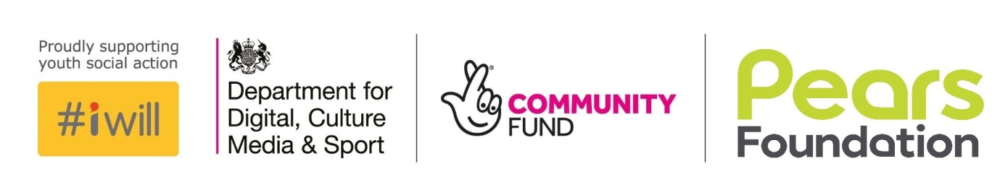 Proudly supporting
youth social action
#iwill
Department for
Digital, Culture
Media & Sport
COMMUNITY
FUND
Pears
Foundation